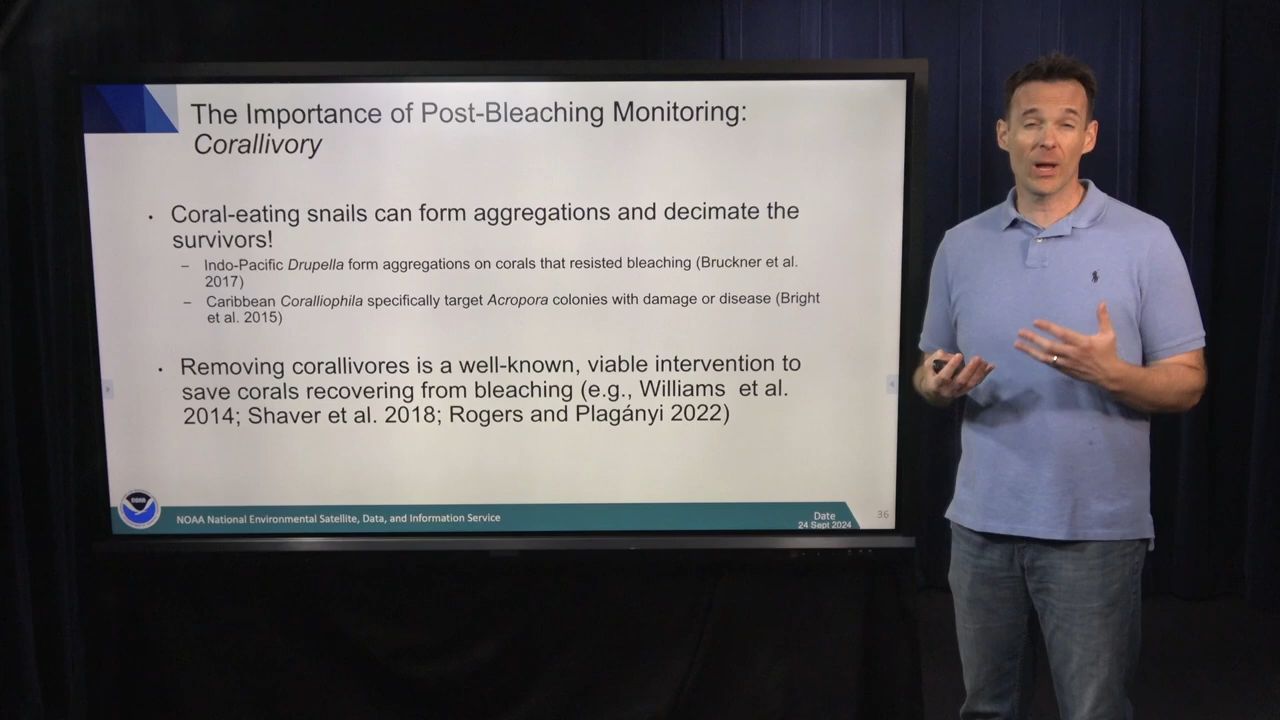 The Importance of Post-Bleaching Monitoring:
Corallivory
• Coral-eating snails can form aggregations and decimate the
survivors!
– Indo-Pacific Drupella form aggregations on corals that resisted bleaching (Bruckner et al.
2017)
– Caribbean Coralliophila specifically target Acropora colonies with damage or disease (Bright
et al. 2015)
• Removing corallivores is a well-known, viable intervention to
save corals recovering from bleaching (e.g., Williams et al.
2014; Shaver et al. 2018; Rogers and Plagányi 2022)
NOAA
NOAA National Environmental Satellite, Data, and Information Service
Date
24 Sept 2024
36